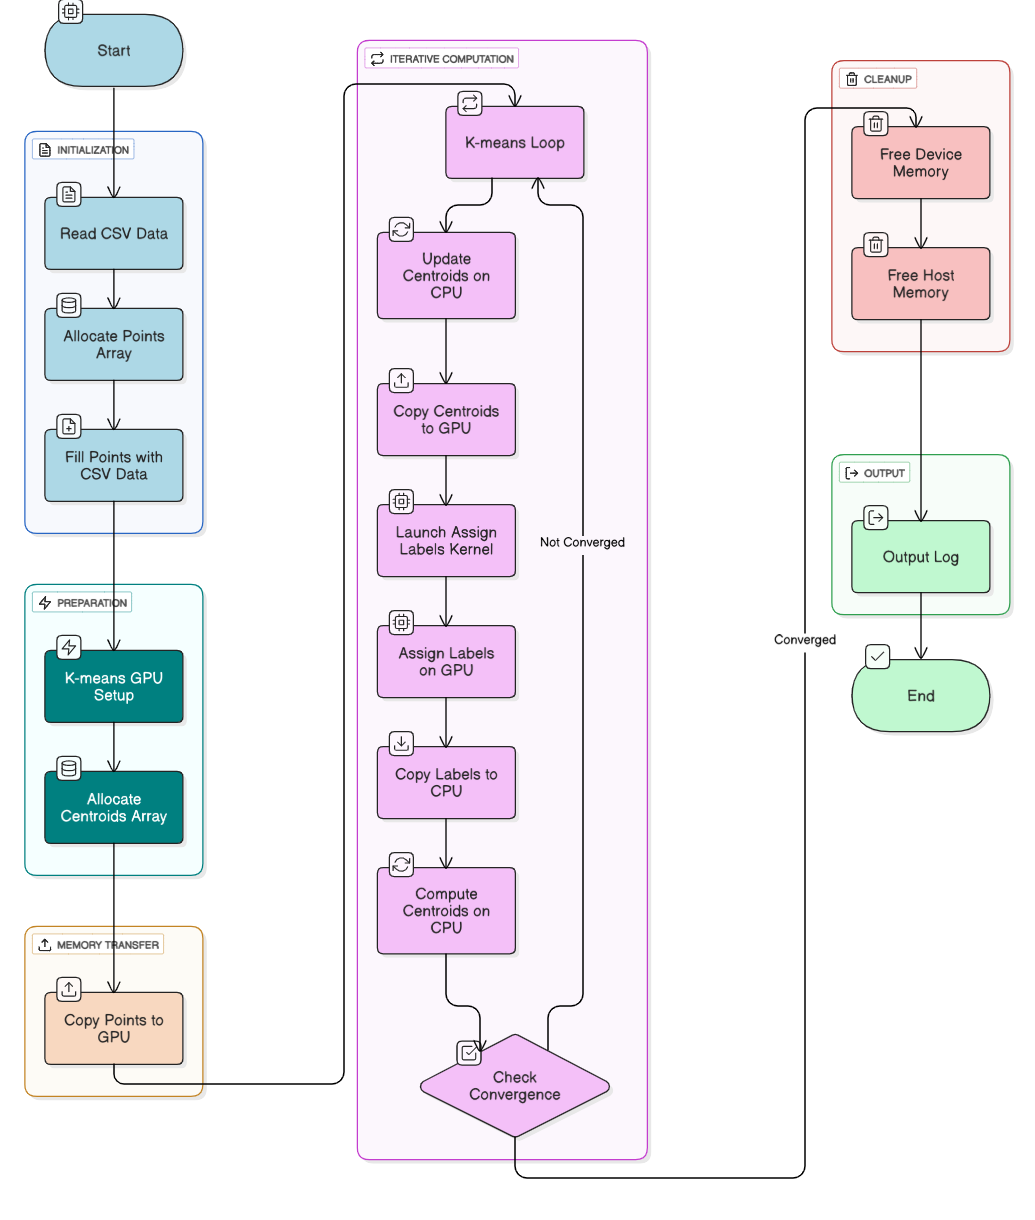 Start
INITIALIZATION
Read CSV Data
Allocate Points
Array
Fill Points with
CSV Data
PREPARATION
K-means GPU
Setup
Allocate
Centroids Array
MEMORY TRANSFER
Copy Points to
GPU
ITERATIVE COMPUTATION
K-means Loop
Update
Centroids on
CPU
Copy Centroids
to GPU
Launch Assign
Labels Kernel
Not Converged
Assign Labels
on GPU
Copy Labels to
CPU
Compute
Centroids on
CPU
Check
Convergence
Converged
CLEANUP
Free Device
Memory
Free Host
Memory
OUTPUT
Output Log
End